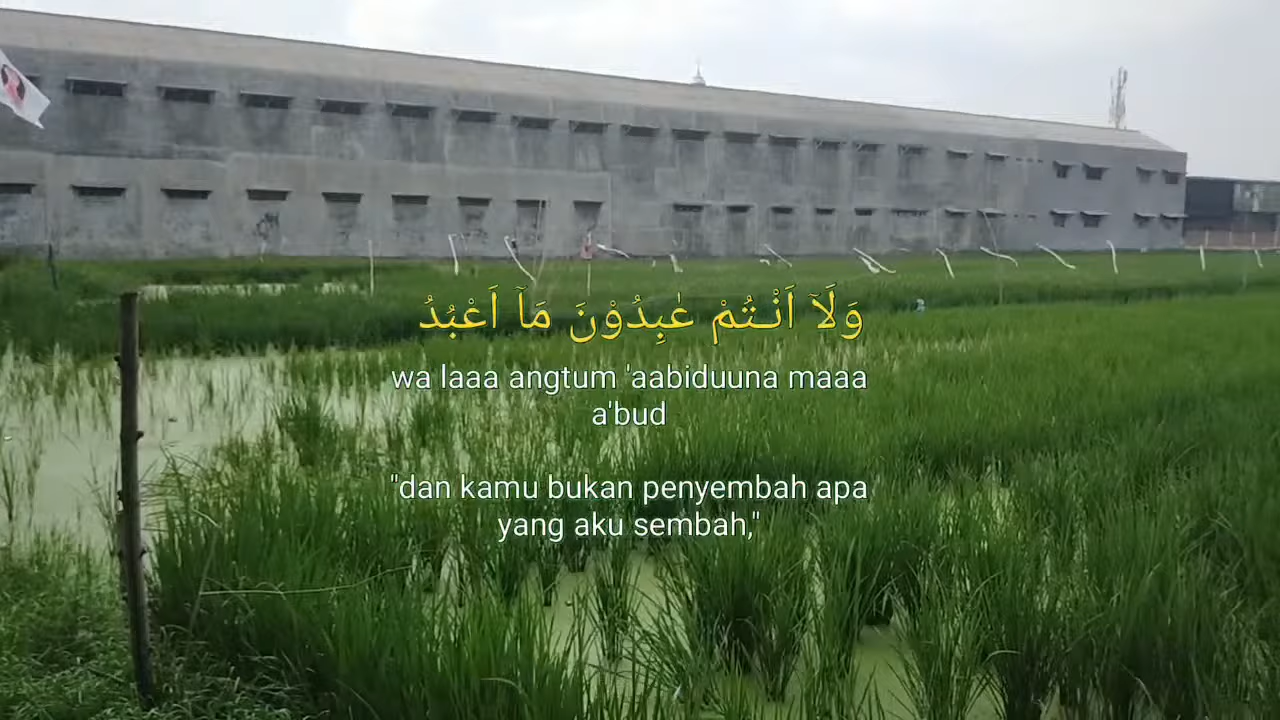 وَلَآ اَنْـتُمْ عٰبِدُوْنَ مَآ اَعْبُدُ
wa laaa angtum 'aabiduuna maaa
a'bud
"dan kamu bukan penyembah apa
yang aku sembah,"